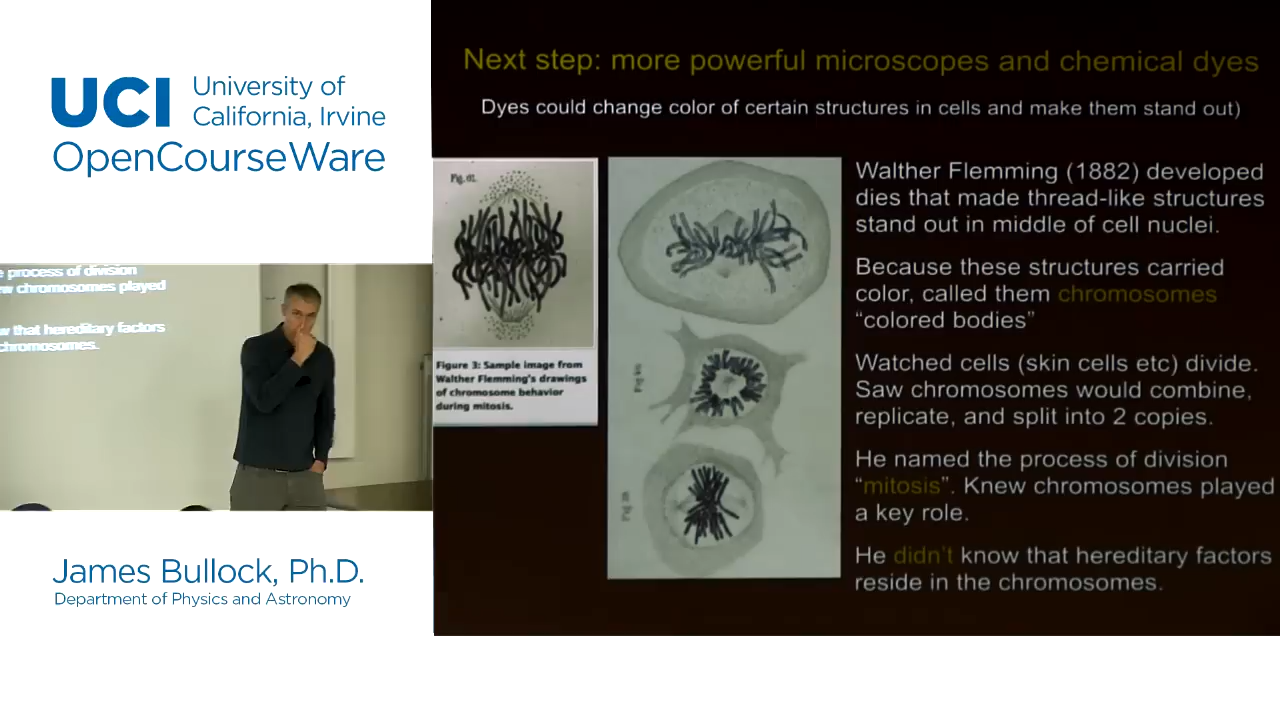 UCI
University of
California, Irvine
OpenCourseWare
e process of division
w chromosomes played
w that hereditary factors
chromosomes.
James Bullock, Ph.D.
Department of Physics and Astronomy
Next step: more powerful microscopes and chemical dyes
Dyes could change color of certain structures in cells and make them stand out)
Figure 3: Sample image from
Walther Flemming's drawings
of chromosome behavior
during mitosis.
Walther Flemming (1882) developed
dies that made thread-like structures
stand out in middle of cell nuclei.
Because these structures carried
color, called them chromosomes
“colored bodies”
Watched cells (skin cells etc) divide.
Saw chromosomes would combine,
replicate, and split into 2 copies.
He named the process of division
“mitosis”. Knew chromosomes played
a key role.
He didn't know that hereditary factors
reside in the chromosomes.